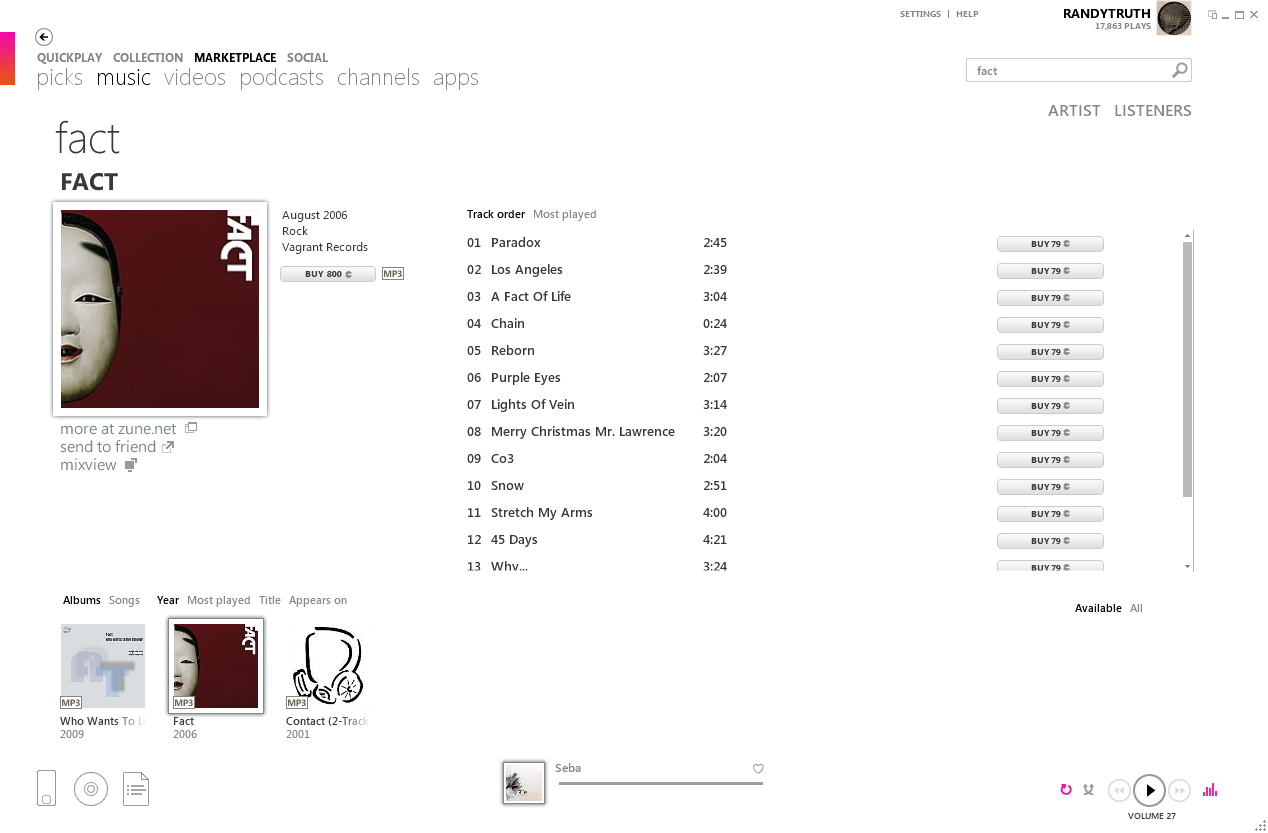 SETTINGS | HELP
RANDYTRUTH
17,863 PLAYS
QUICKPLAY COLLECTION MARKETPLACE SOCIAL
picks music videos podcasts channels apps
fact
ARTIST LISTENERS
fact
FACT
FACT
August 2006
Rock
Vagrant Records
BUY 800
MP3
more at zune.net
send to friend
mixview
Track order Most played
01 Paradox 2:45 BUY 79
02 Los Angeles 2:39 BUY 79
03 A Fact Of Life 3:04 BUY 79
04 Chain 0:24 BUY 79
05 Reborn 3:27 BUY 79
06 Purple Eyes 2:07 BUY 79
07 Lights Of Vein 3:14 BUY 79
08 Merry Christmas Mr. Lawrence 3:20 BUY 79
09 Co3 2:04 BUY 79
10 Snow 2:51 BUY 79
11 Stretch My Arms 4:00 BUY 79
12 45 Days 4:21 BUY 79
13 Why... 3:24 BUY 79
Albums Songs Year Most played Title Appears on
Available All
MP3
Who Wants To Li
2009
FACT
MP3
Fact
2006
MP3
Contact (2-Track
2001
Seba
VOLUME 27